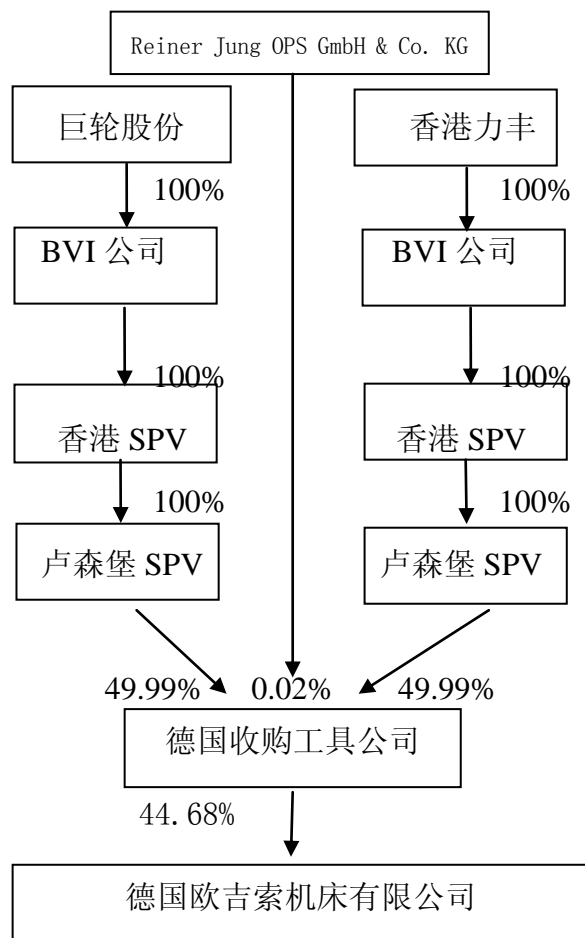 Reiner Jung OPS GmbH & Co. KG
巨轮股份
香港力丰
100%
100%
BVI 公司
BVI 公司
100%
100%
香港 SPV
香港 SPV
100%
100%
卢森堡 SPV
卢森堡 SPV
49.99%
0.02%
49.99%
德国收购工具公司
44.68%
德国欧吉索机床有限公司